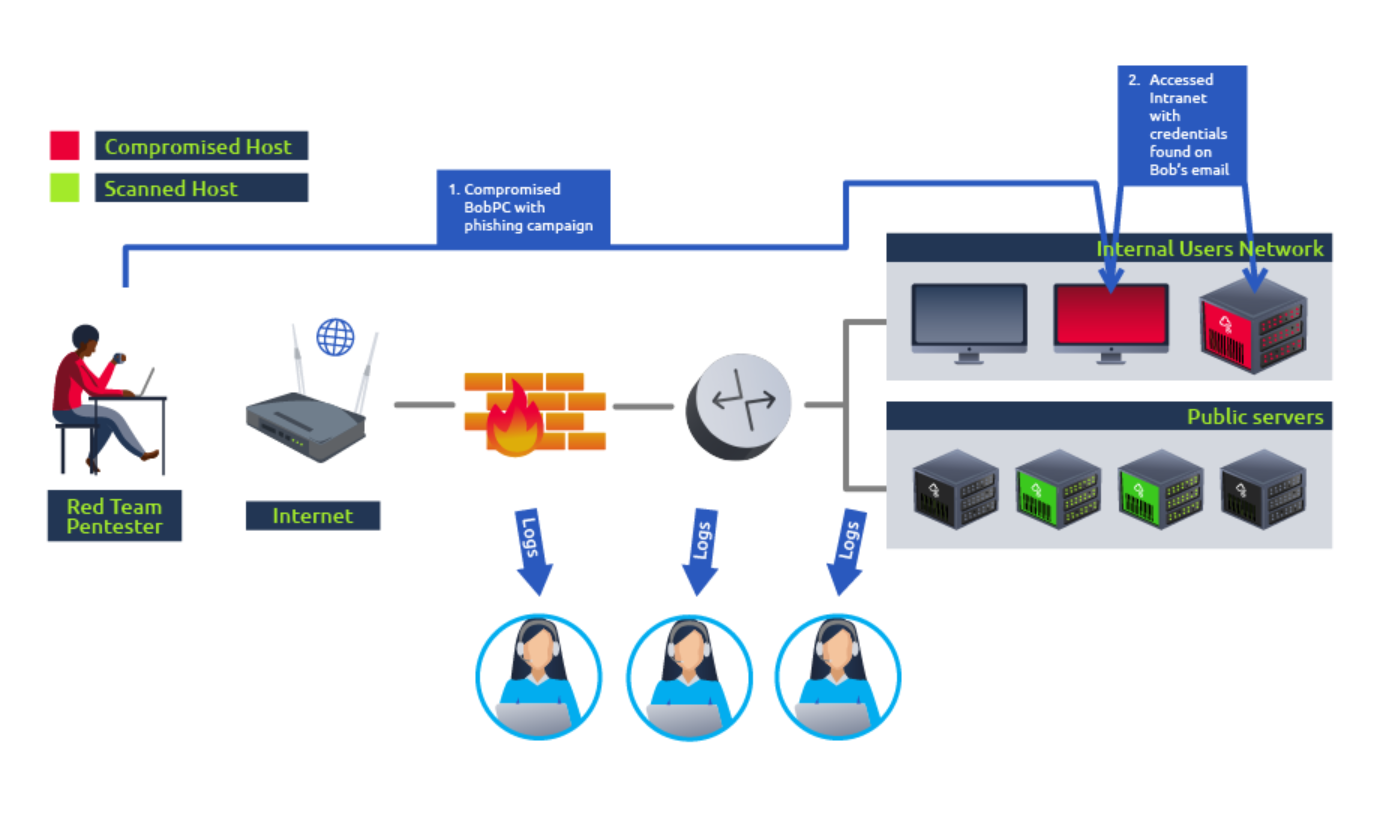 2. Accessed
Intranet
with
credentials
found on
Bob's email
Compromised Host
Scanned Host
1. Compromised
BobPC with
phishing campaign
Internal Users Network
Public servers
Red Team
Pentester
Internet
Logs
Logs
Logs